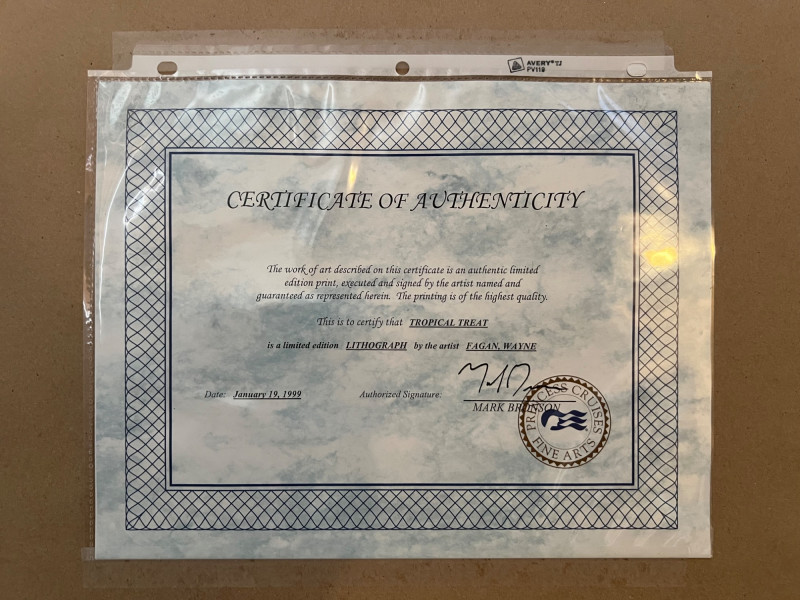 AVERY® TJ
PV119
CERTIFICATE OF AUTHENTICITY
The work of art described on this certificate is an authentic limited
edition print, executed and signed by the artist named and
guaranteed as represented herein. The printing is of the highest quality.
This is to certify that TROPICAL TREAT
is a limited edition LITHOGRAPH by the artist FAGAN, WAYNE
Date: January 19, 1999 Authorized Signature:
MARK BRONSON
PRINCESS CRUISES
FINE ARTS